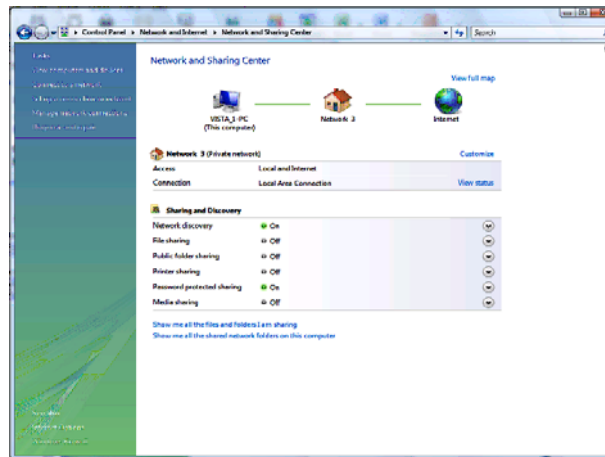 Control Panel ▸ Network and Internet ▸ Network and Sharing Center
Search
Tasks
Network and Sharing Center
View full map
VISTA_1-PC
(This computer)
Network 3
Internet
Network 3 (Private network)
Customize
Access
Local and Internet
Connection
Local Area Connection
View status
Sharing and Discovery
Network discovery
On
File sharing
Off
Public folder sharing
Off
Printer sharing
Off
Password protected sharing
On
Media sharing
Off
Show me all the files and folders I am sharing
Show me all the shared network folders on this computer